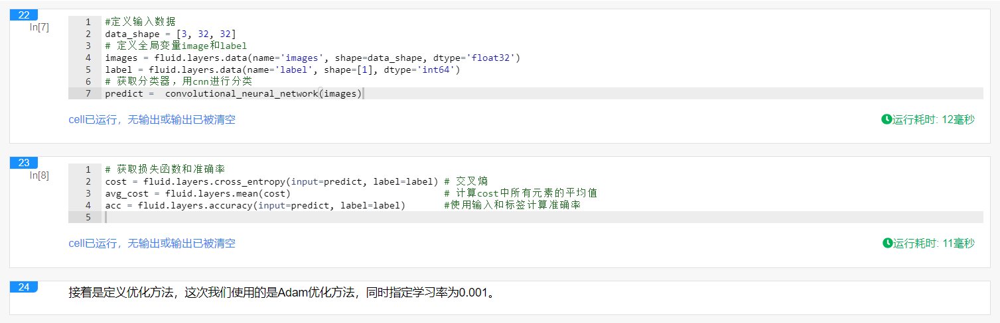 22
In[7]
1 #定义输入数据
2 data_shape = [3, 32, 32]
3 # 定义全局变量image和label
4 images = fluid.layers.data(name='images', shape=data_shape, dtype='float32')
5 label = fluid.layers.data(name='label', shape=[1], dtype='int64')
6 # 获取分类器，用cnn进行分类
7 predict =  convolutional_neural_network(images)
cell已运行，无输出或输出已被清空 运行耗时: 12毫秒
23
In[8]
1 # 获取损失函数和准确率
2 cost = fluid.layers.cross_entropy(input=predict, label=label) # 交叉熵
3 avg_cost = fluid.layers.mean(cost) # 计算cost中所有元素的平均值
4 acc = fluid.layers.accuracy(input=predict, label=label) #使用输入和标签计算准确率
5
cell已运行，无输出或输出已被清空 运行耗时: 11毫秒
24
接着是定义优化方法，这次我们使用的是Adam优化方法，同时指定学习率为0.001。